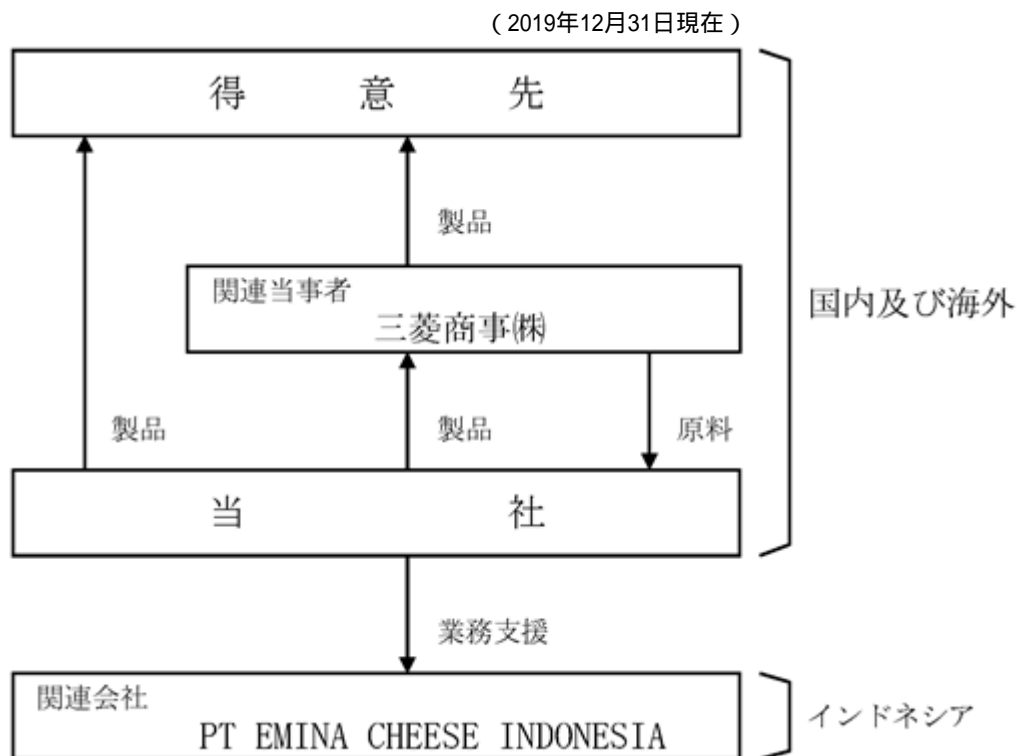 （2019年12月31日現在）
得意先
製品
関連当事者
三菱商事㈱
国内及び海外
製品
製品
原料
当社
業務支援
関連会社
PT EMINA CHEESE INDONESIA
インドネシア